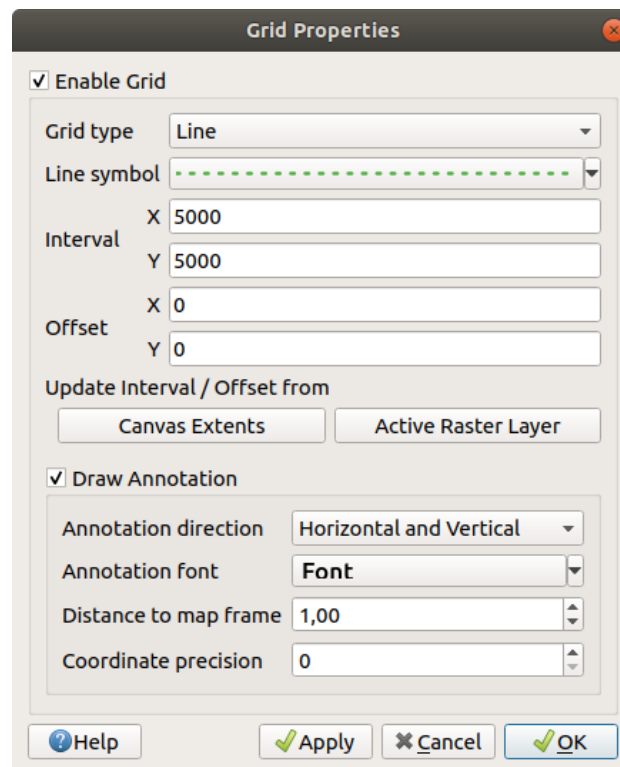 Grid Properties
Enable Grid
Grid type Line
Line symbol
Interval X 5000
Y 5000
Offset X 0
Y 0
Update Interval / Offset from
Canvas Extents Active Raster Layer
Draw Annotation
Annotation direction Horizontal and Vertical
Annotation font Font
Distance to map frame 1,00
Coordinate precision 0
Help Apply Cancel OK